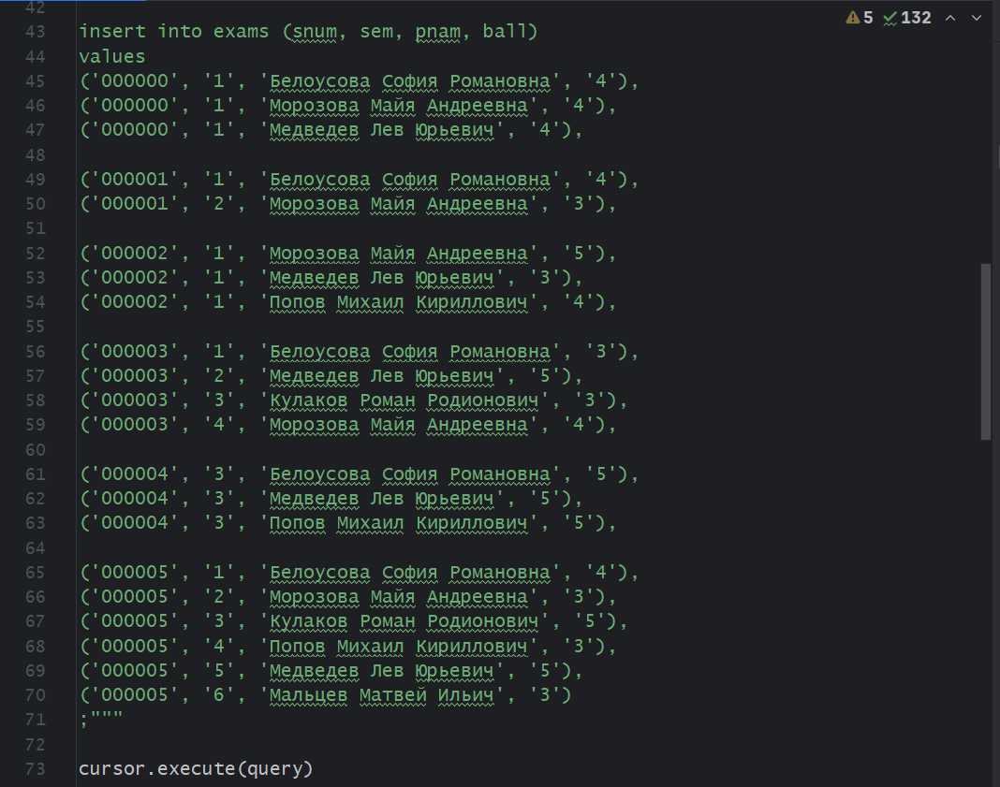 42
⚠5 ✓132
43 insert into exams (snum, sem, pnam, ball)
44 values
45 ('000000', '1', 'Белоусова София Романовна', '4'),
46 ('000000', '1', 'Морозова Майя Андреевна', '4'),
47 ('000000', '1', 'Медведев Лев Юрьевич', '4'),
48
49 ('000001', '1', 'Белоусова София Романовна', '4'),
50 ('000001', '2', 'Морозова Майя Андреевна', '3'),
51
52 ('000002', '1', 'Морозова Майя Андреевна', '5'),
53 ('000002', '1', 'Медведев Лев Юрьевич', '3'),
54 ('000002', '1', 'Попов Михаил Кириллович', '4'),
55
56 ('000003', '1', 'Белоусова София Романовна', '3'),
57 ('000003', '2', 'Медведев Лев Юрьевич', '5'),
58 ('000003', '3', 'Кулаков Роман Родионович', '3'),
59 ('000003', '4', 'Морозова Майя Андреевна', '4'),
60
61 ('000004', '3', 'Белоусова София Романовна', '5'),
62 ('000004', '3', 'Медведев Лев Юрьевич', '5'),
63 ('000004', '3', 'Попов Михаил Кириллович', '5'),
64
65 ('000005', '1', 'Белоусова София Романовна', '4'),
66 ('000005', '2', 'Морозова Майя Андреевна', '3'),
67 ('000005', '3', 'Кулаков Роман Родионович', '5'),
68 ('000005', '4', 'Попов Михаил Кириллович', '3'),
69 ('000005', '5', 'Медведев Лев Юрьевич', '5'),
70 ('000005', '6', 'Мальцев Матвей Ильич', '3')
71 ;"""
72
73 cursor.execute(query)